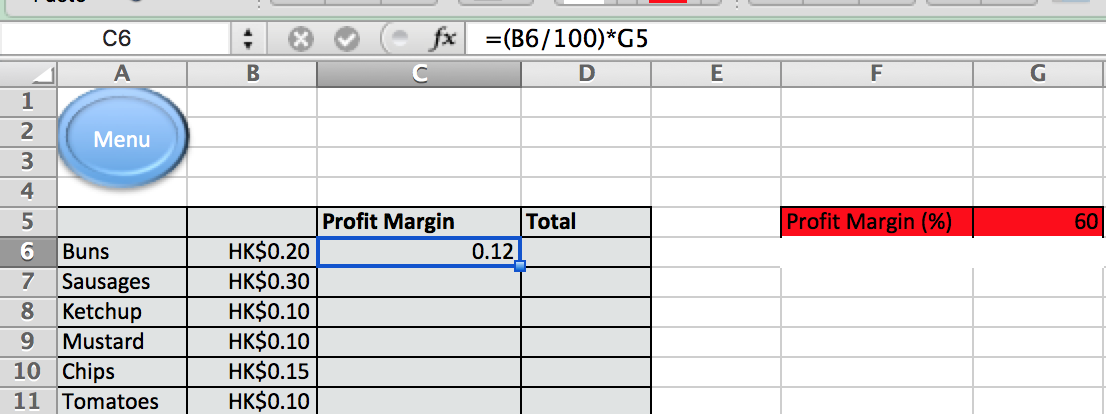 C6 fx =(B6/100)*G5
A B C D E F G
1
2 Menu
3
4
5 Profit Margin Total Profit Margin (%) 60
6 Buns HK$0.20 0.12
7 Sausages HK$0.30
8 Ketchup HK$0.10
9 Mustard HK$0.10
10 Chips HK$0.15
11 Tomatoes HK$0.10